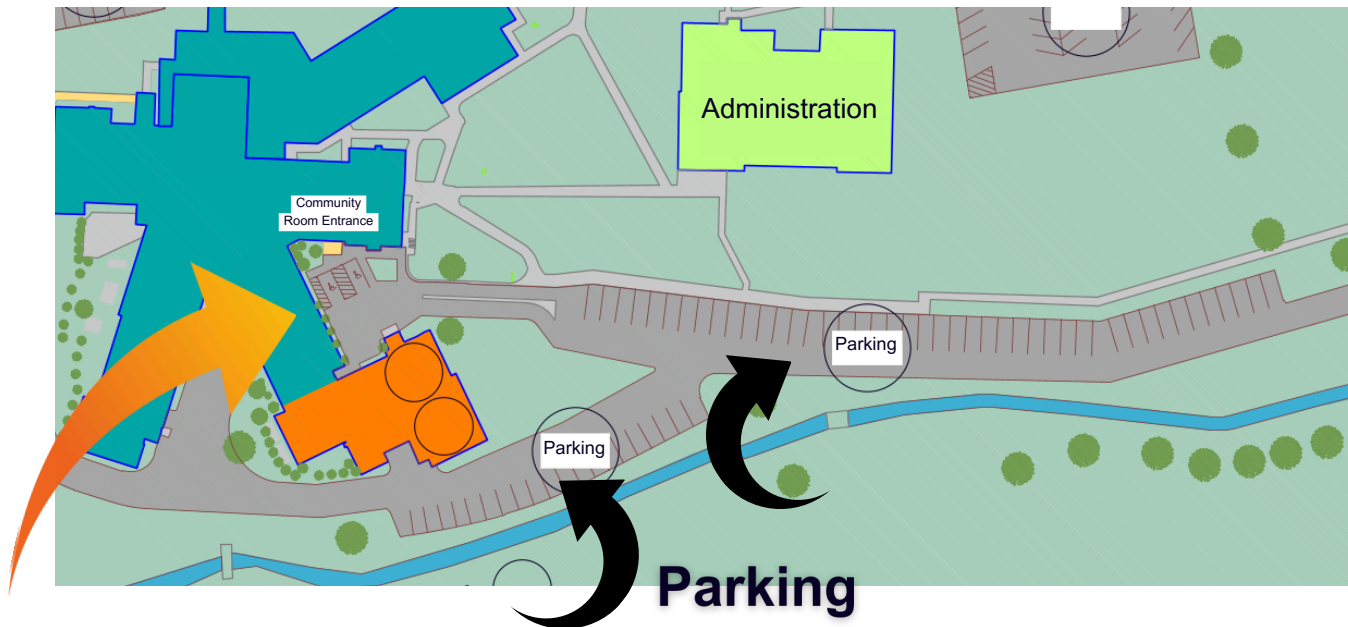 Administration
Community
Room Entrance
Parking
Parking
Parking